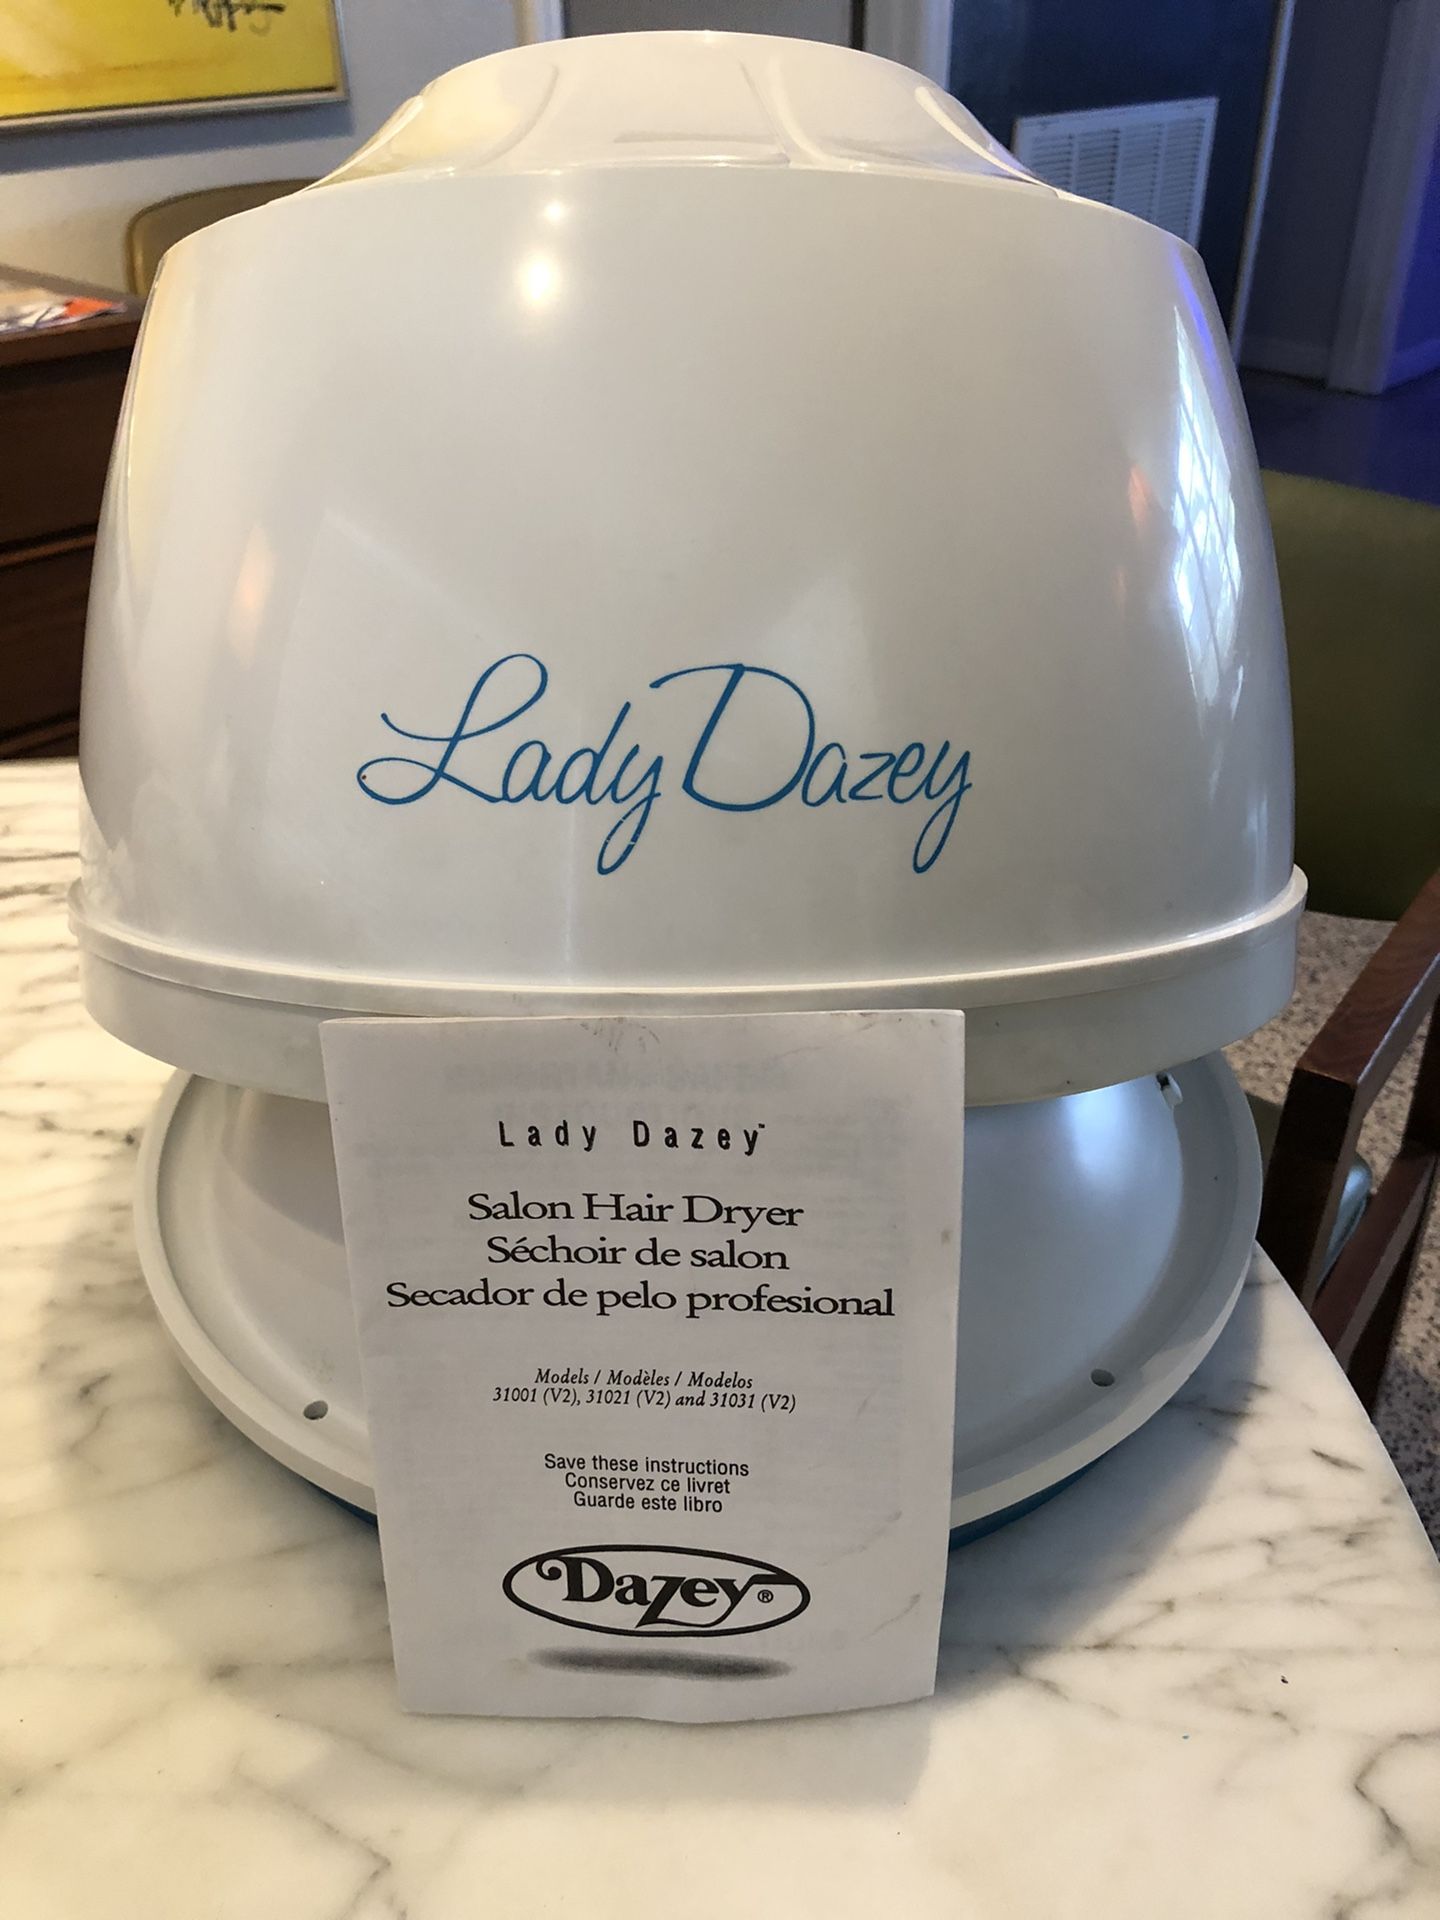 Lady Dazey
Lady Dazey™
Salon Hair Dryer
Séchoir de salon
Secador de pelo profesional
Models / Modèles / Modelos
31001 (V2), 31021 (V2) and 31031 (V2)
Save these instructions
Conservez ce livret
Guarde este libro
Dazey®